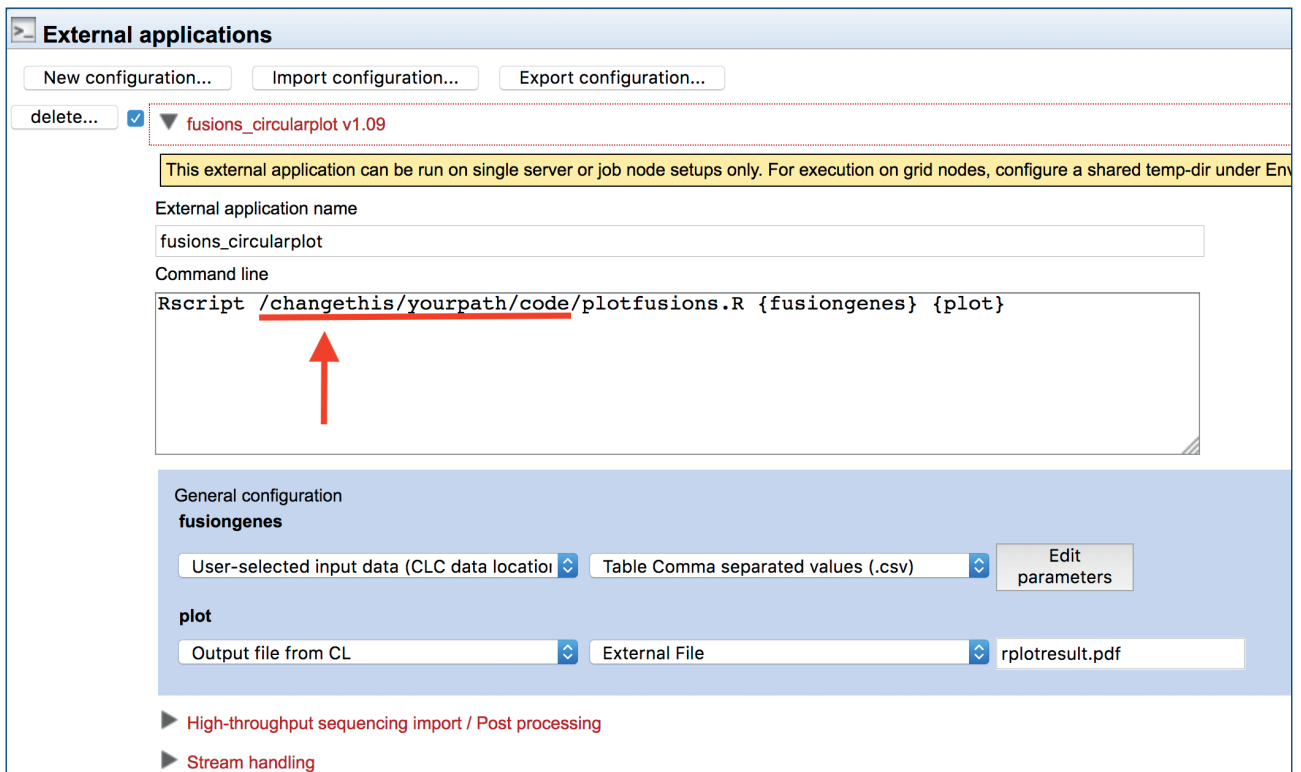 External applications
New configuration... Import configuration... Export configuration...
delete... fusions_circularplot v1.09
This external application can be run on single server or job node setups only. For execution on grid nodes, configure a shared temp-dir under Env
External application name
fusions_circularplot
Command line
Rscript /changethis/yourpath/code/plotfusions.R {fusiongenes} {plot}
General configuration
fusiongenes
User-selected input data (CLC data location Table Comma separated values (.csv) Edit
parameters
plot
Output file from CL External File rplotresult.pdf
High-throughput sequencing import / Post processing
Stream handling